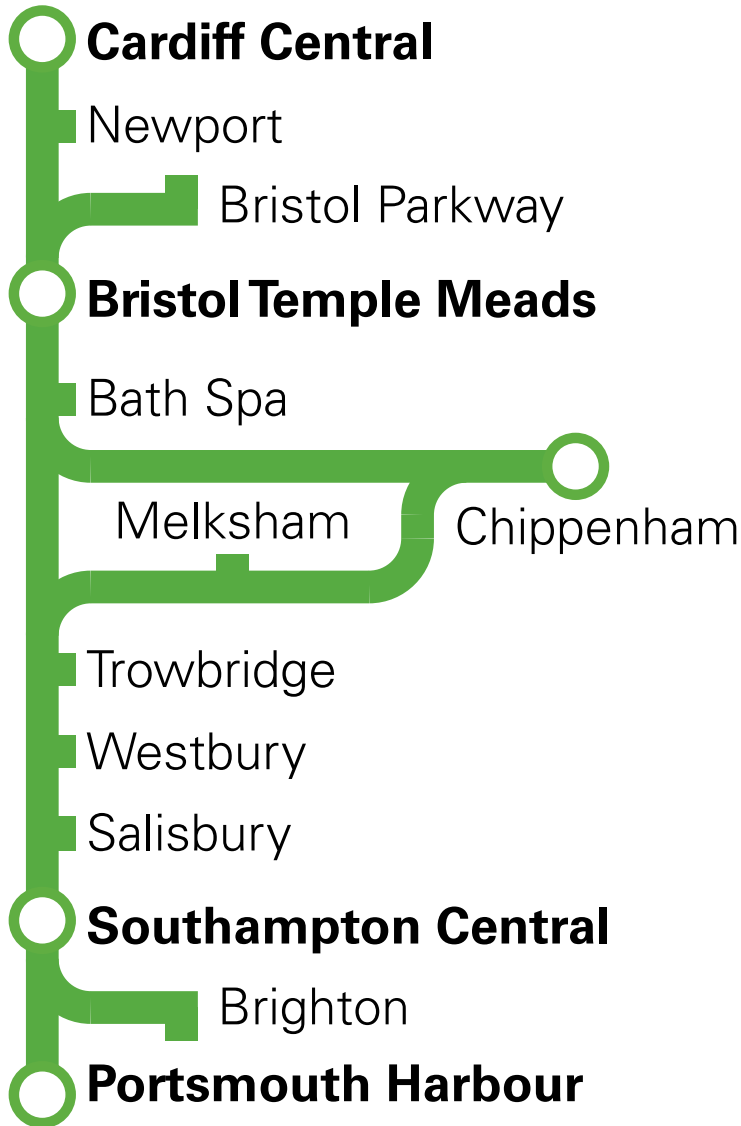 Cardiff Central
Newport
Bristol Parkway
Bristol Temple Meads
Bath Spa
Melksham
Chippenham
Trowbridge
Westbury
Salisbury
Southampton Central
Brighton
Portsmouth Harbour